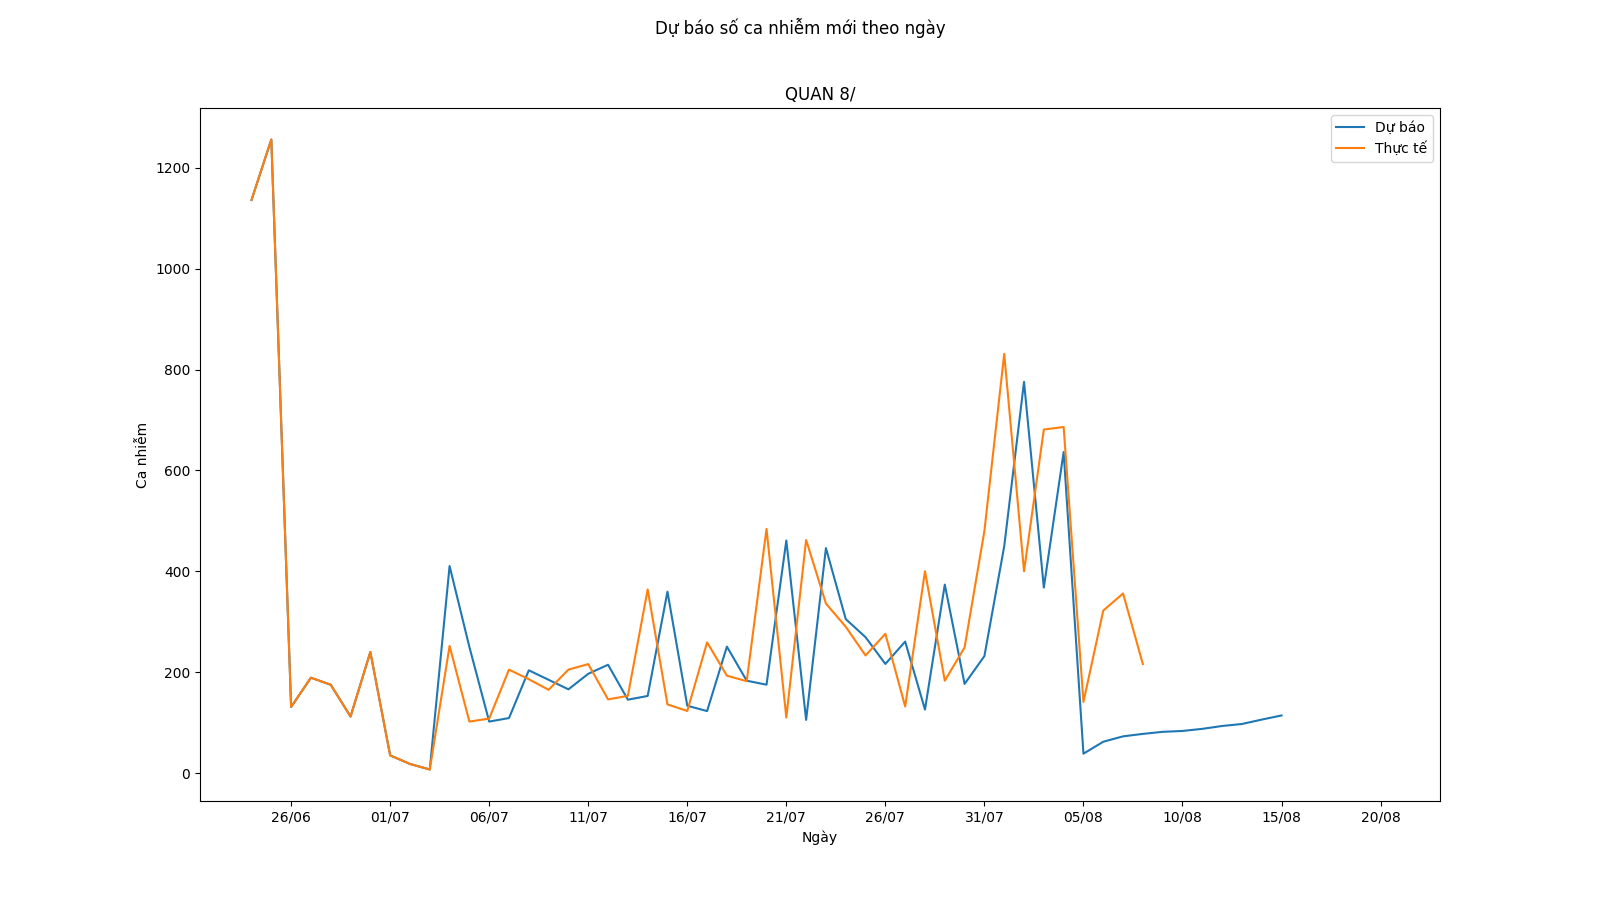 Dự báo số ca nhiễm mới theo ngày
QUAN 8/
Dự báo
Thực tế
1200
1000
800
600
400
200
0
Ca nhiễm
26/06 01/07 06/07 11/07 16/07 21/07 26/07 31/07 05/08 10/08 15/08 20/08
Ngày